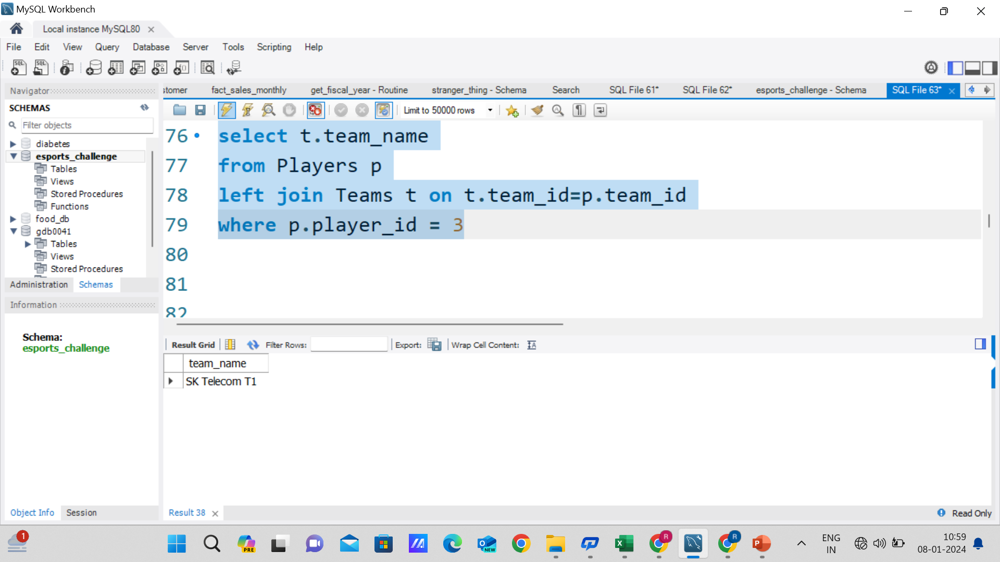 MySQL Workbench
Local instance MySQL80
File Edit View Query Database Server Tools Scripting Help
Navigator
stomer fact_sales_monthly get_fiscal_year - Routine stranger_thing - Schema Search SQL File 61* SQL File 62* esports_challenge - Schema SQL File 63*
SCHEMAS
Limit to 50000 rows
Filter objects
diabetes
esports_challenge
Tables
Views
Stored Procedures
Functions
food_db
gdb0041
Tables
Views
Stored Procedures
Administration Schemas
Information
Schema:
esports_challenge
Object Info Session
76 select t.team_name
77 from Players p
78 left join Teams t on t.team_id=p.team_id
79 where p.player_id = 3
80
81
82
Result Grid Filter Rows: Export: Wrap Cell Content:
team_name
SK Telecom T1
Result 38
Read Only
1
PRE
NEW
R
R
ENG
IN
10:59
08-01-2024